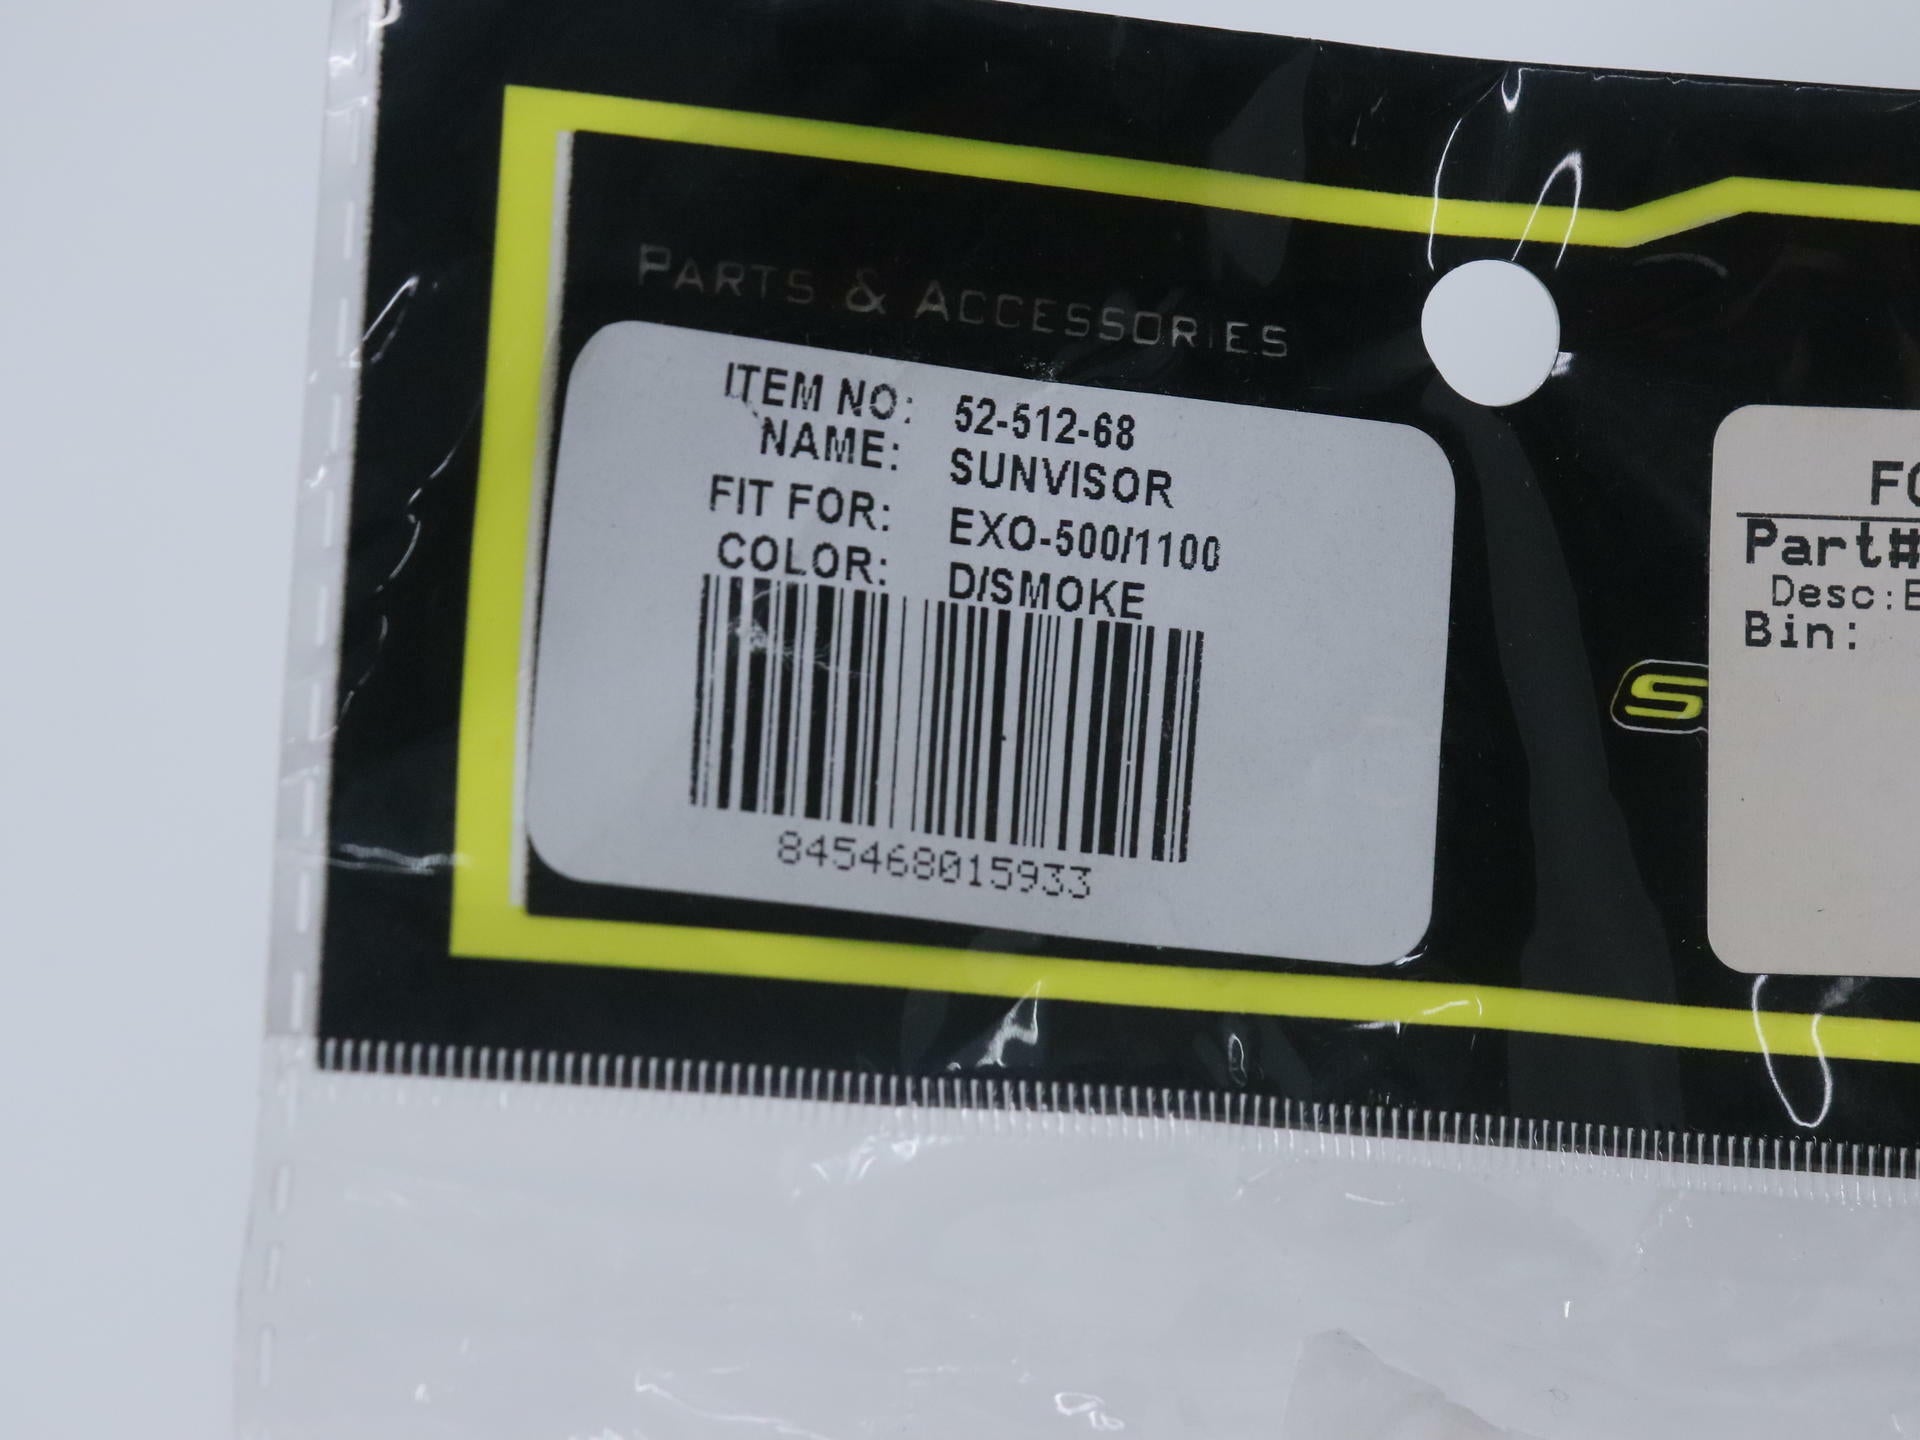 PARTS & ACCESSORIES
ITEM NO: 52-512-68
NAME: SUNVISOR
FIT FOR: EXO-500/1100
COLOR: D/SMOKE
845468015933
Part#
Desc:
Bin: